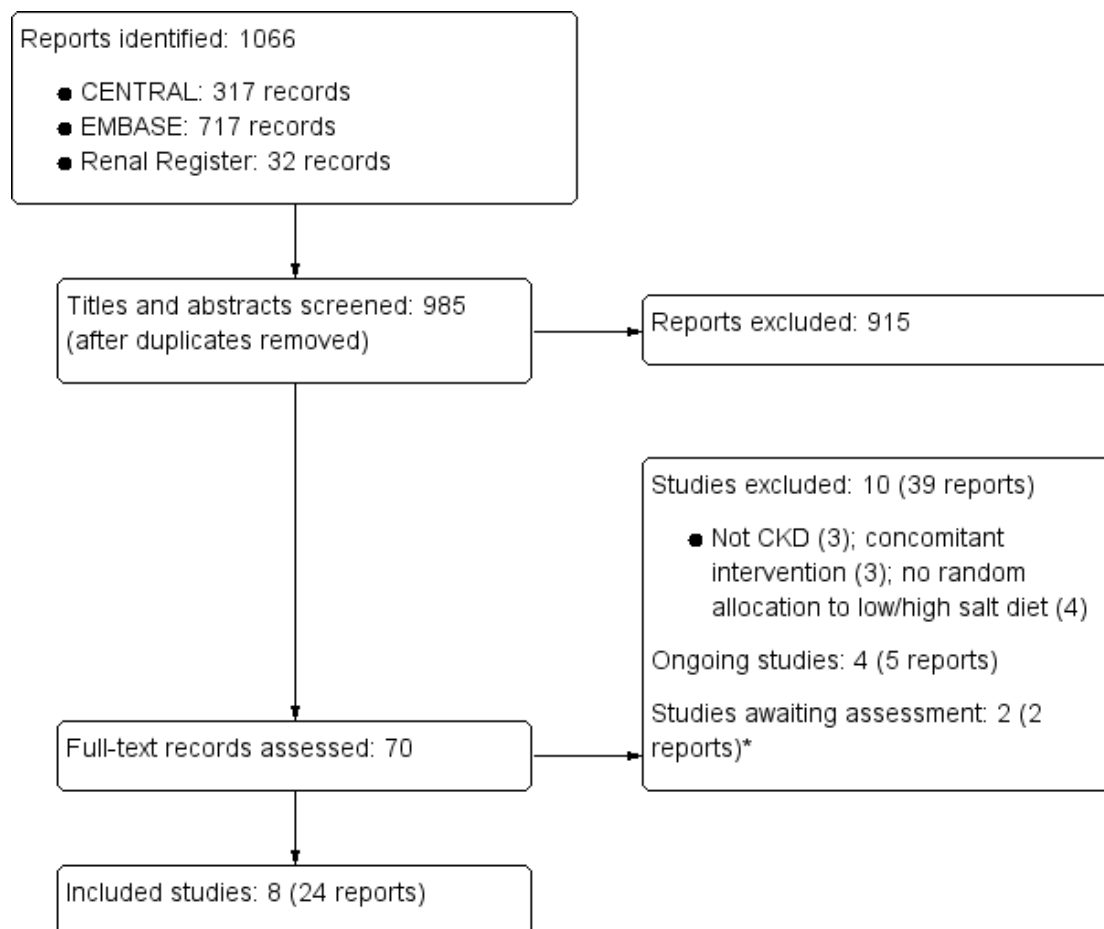 Reports identified: 1066
● CENTRAL: 317 records
● EMBASE: 717 records
● Renal Register: 32 records
Titles and abstracts screened: 985
(after duplicates removed)
Reports excluded: 915
Studies excluded: 10 (39 reports)
● Not CKD (3); concomitant
intervention (3); no random
allocation to low/high salt diet (4)
Ongoing studies: 4 (5 reports)
Studies awaiting assessment: 2 (2
reports)*
Full-text records assessed: 70
Included studies: 8 (24 reports)